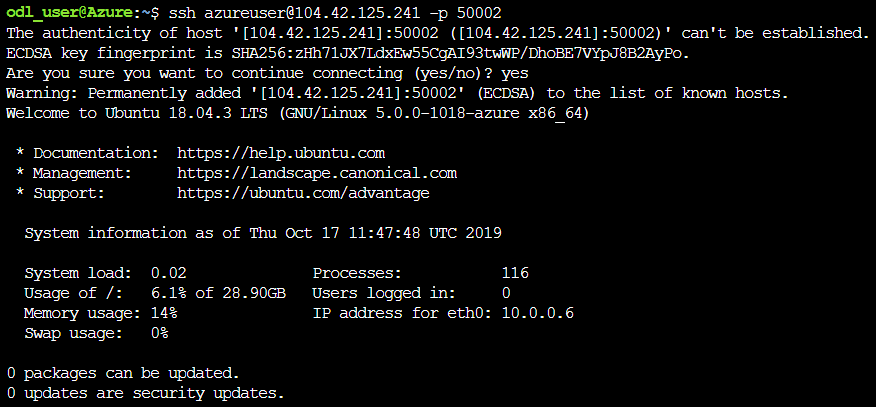 odl_user@Azure:~$ ssh azureuser@104.42.125.241 -p 50002
The authenticity of host '[104.42.125.241]:50002 ([104.42.125.241]:50002)' can't be established.
ECDSA key fingerprint is SHA256:zHh71JX7LdxEw55CgAI93twWP/DhoBE7VYpJ8B2AyPo.
Are you sure you want to continue connecting (yes/no)? yes
Warning: Permanently added '[104.42.125.241]:50002' (ECDSA) to the list of known hosts.
Welcome to Ubuntu 18.04.3 LTS (GNU/Linux 5.0.0-1018-azure x86_64)
* Documentation:  https://help.ubuntu.com
* Management:     https://landscape.canonical.com
* Support:        https://ubuntu.com/advantage
System information as of Thu Oct 17 11:47:48 UTC 2019
System load:  0.02               Processes:           116
Usage of /:   6.1% of 28.90GB   Users logged in:     0
Memory usage: 14%                IP address for eth0: 10.0.0.6
Swap usage:   0%
0 packages can be updated.
0 updates are security updates.